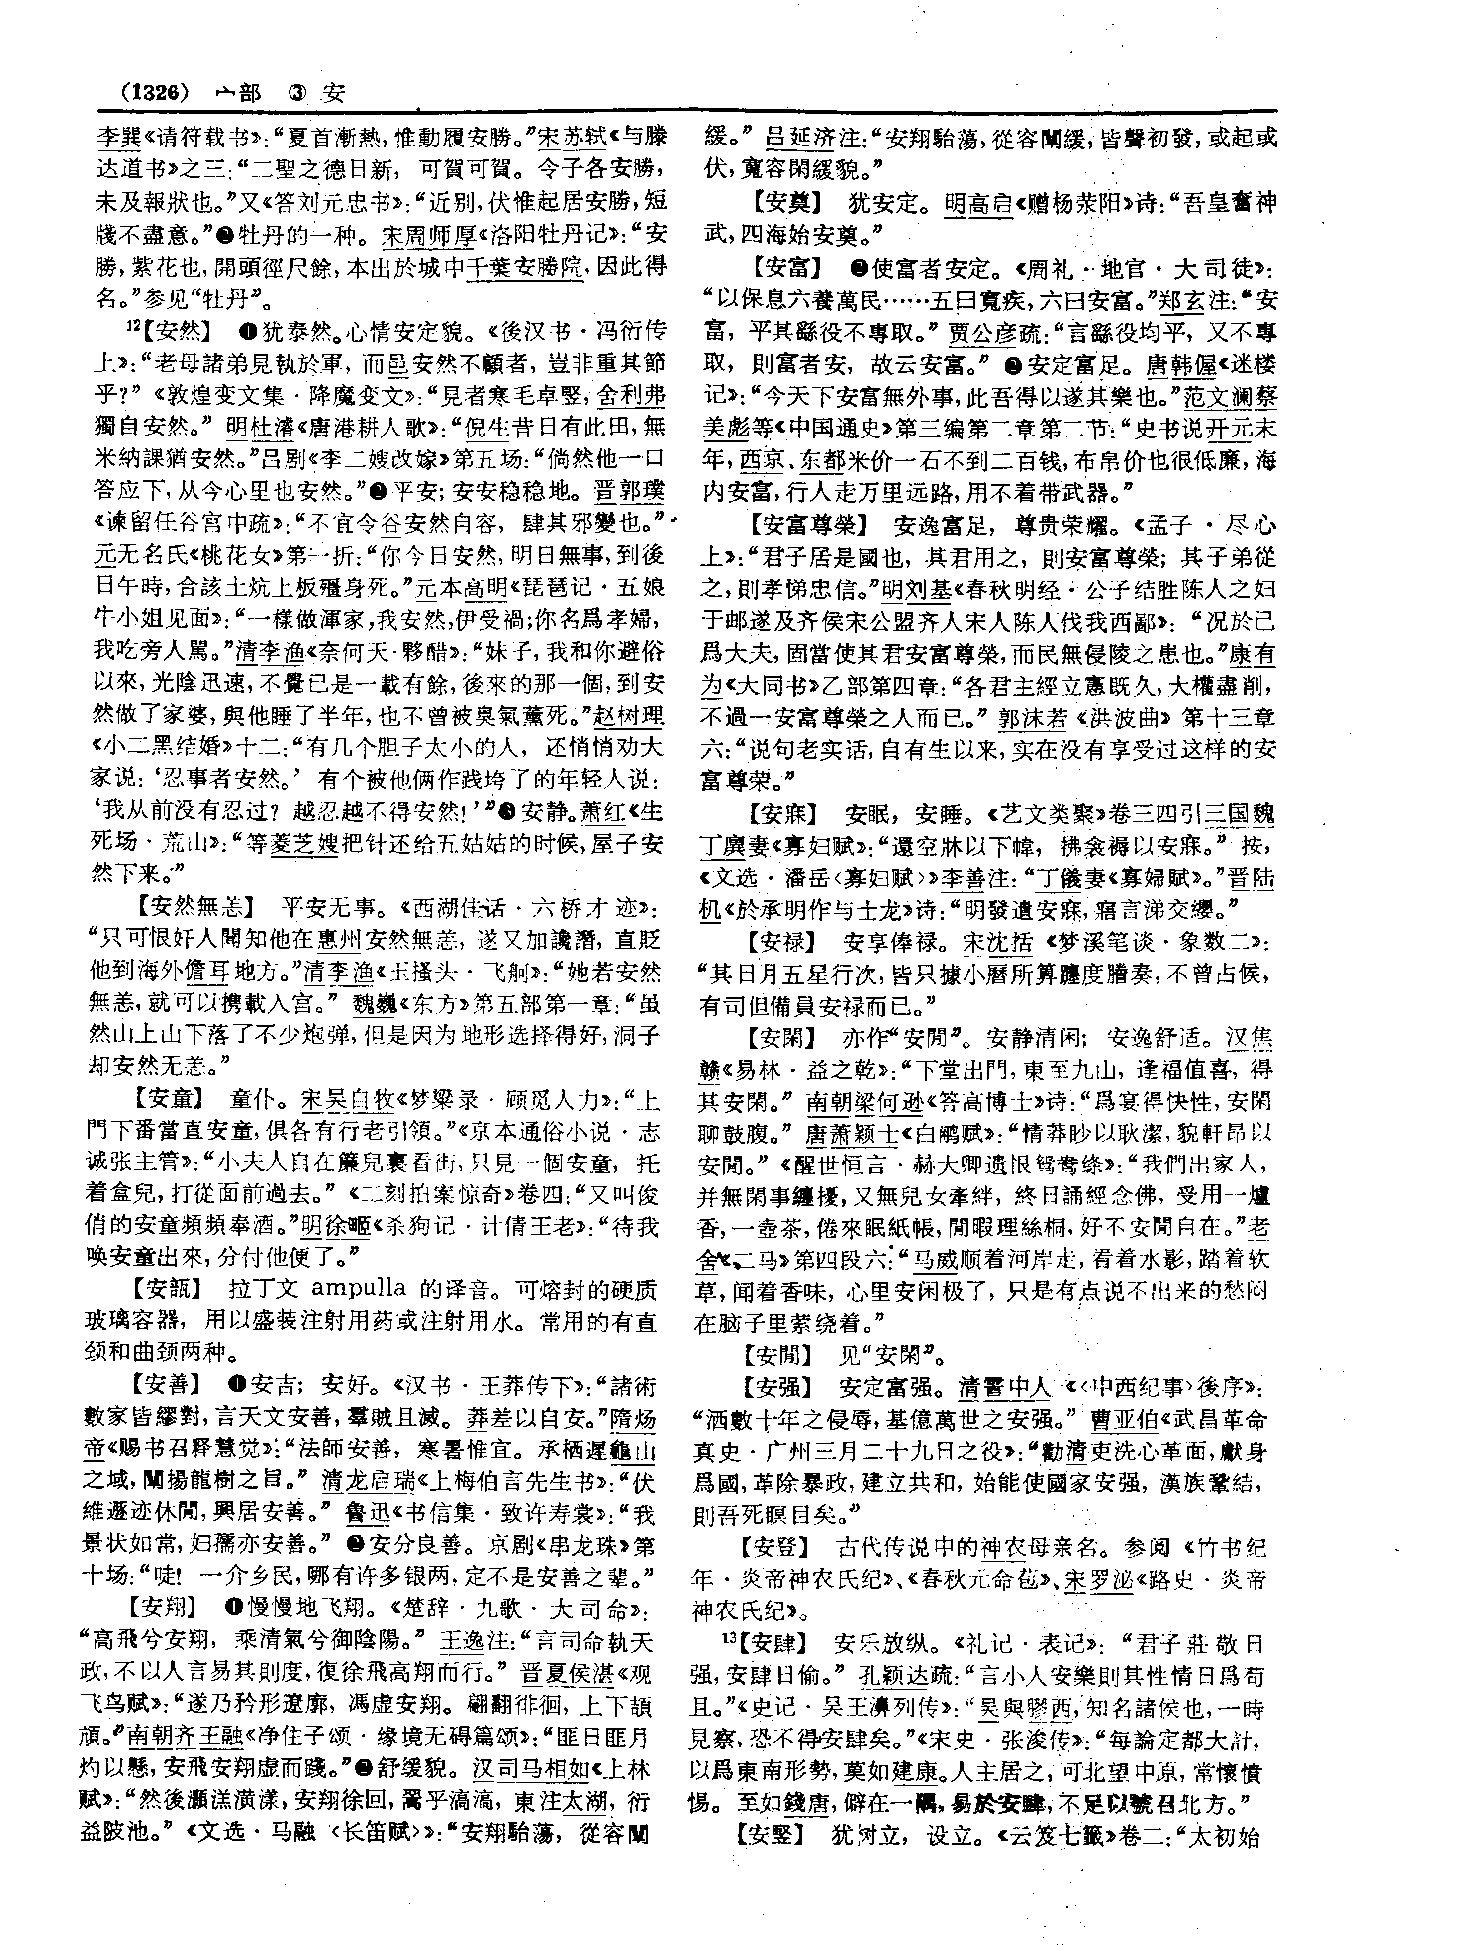 (1326) 宀部 ③ 安
李巽《请符载书》:“夏首漸熱,惟動履安勝。”宋苏轼《与滕
达道书》之三:“二聖之德日新,可賀可賀。令子各安勝,
未及報狀也。”又《答刘元忠书》:“近别,伏惟起居安勝,短
牋不盡意。”❷牡丹的一种。宋周师厚《洛阳牡丹记》:“安
勝,紫花也,開頭徑尺餘,本出於城中千葉安勝院,因此得
名。”参见“牡丹”。
12【安然】 ❶犹泰然。心情安定貌。《後汉书·冯衍传
上》:“老母諸弟見執於軍,而邑安然不顧者,豈非重其節
乎?”《敦煌变文集·降魔变文》:“見者寒毛卓竪,舍利弗
獨自安然。”明杜濬《唐港耕人歌》:“倪生昔日有此田,無
米納課猶安然。”吕剧《李二嫂改嫁》第五场:“倘然他一口
答应下,从今心里也安然。”❷平安;安安稳稳地。晋郭璞
《谏留任谷宫中疏》:“不宜令谷安然自容,肆其邪變也。”
元无名氏《桃花女》第一折:“你今日安然,明日無事,到後
日午時,合該土炕上板殭身死。”元本高明《琵琶记·五娘
牛小姐见面》:“一樣做渾家,我安然,伊受禍;你名爲孝婦,
我吃旁人駡。”清李渔《奈何天·夥醋》:“妹子,我和你避俗
以來,光陰迅速,不覺已是一載有餘,後來的那一個,到安
然做了家婆,與他睡了半年,也不曾被臭氣薰死。”赵树理
《小二黑结婚》十二:“有几个胆子太小的人,还悄悄劝大
家说:‘忍事者安然。’有个被他俩作践垮了的年轻人说:
‘我从前没有忍过?越忍越不得安然!’”❸安静。萧红《生
死场·荒山》:“等菱芝嫂把针还给五姑姑的时候,屋子安
然下来。”
【安然無恙】 平安无事。《西湖佳话·六桥才迹》:
“只可恨奸人聞知他在惠州安然無恙,遂又加讒譖,直貶
他到海外儋耳地方。”清李渔《玉搔头·飞舸》:“她若安然
無恙,就可以携載入宫。”魏巍《东方》第五部第一章:“虽
然山上山下落了不少炮弹,但是因为地形选择得好,洞子
却安然无恙。”
【安童】 童仆。宋吴自牧《梦粱录·顾觅人力》:“上
門下番當直安童,俱各有行老引領。”《京本通俗小说·志
诚张主管》:“小夫人自在簾兒裏看街,只見一個安童,托
着盒兒,打從面前過去。”《二刻拍案惊奇》卷四:“又叫俊
俏的安童頻頻奉酒。”明徐㖂《杀狗记·计倩王老》:“待我
唤安童出來,分付他便了。”
【安瓿】 拉丁文 ampulla 的译音。可熔封的硬质
玻璃容器,用以盛装注射用药或注射用水。常用的有直
颈和曲颈两种。
【安善】 ❶安吉;安好。《汉书·王莽传下》:“諸術
數家皆繆對,言天文安善,羣賊且滅。莽差以自安。”隋炀
帝《赐书召释慧觉》:“法師安善,寒暑惟宜。承栖遲龜山
之域,闡揚龍樹之旨。”清龙启瑞《上梅伯言先生书》:“伏
維遯迹休閒,興居安善。”鲁迅《书信集·致许寿裳》:“我
景状如常,妇孺亦安善。”❷安分良善。京剧《串龙珠》第
十场:“哇!一介乡民,哪有许多银两,定不是安善之辈。”
【安翔】 ❶慢慢地飞翔。《楚辞·九歌·大司命》:
“高飛兮安翔,乘清氣兮御陰陽。”王逸注:“言司命執天
政,不以人言易其則度,復徐飛高翔而行。”晋夏侯湛《观
飞鸟赋》:“遂乃矜形遼廓,馮虚安翔。翩翻徘徊,上下頡
頏。”南朝齐王融《净住子颂·缘境无碍篇颂》:“匪日匪月
灼以懸,安飛安翔虚而踐。”❷舒缓貌。汉司马相如《上林
赋》:“然後灝溔潢漾,安翔徐回,翯乎滈滈,東注太湖,衍
益陂池。”《文选·马融〈长笛赋〉》:“安翔駘蕩,從容闡
緩。”吕延济注:“安翔駘蕩,從容闡緩,皆聲初發,或起或
伏,寬容閑緩貌。”
【安奠】 犹安定。明高启《赠杨荥阳》诗:“吾皇奮神
武,四海始安奠。”
【安富】 ❶使富者安定。《周礼·地官·大司徒》:
“以保息六養萬民……五曰寬疾,六曰安富。”郑玄注:“安
富,平其繇役不專取。”贾公彦疏:“言繇役均平,又不專
取,則富者安,故云安富。”❷安定富足。唐韩偓《迷楼
记》:“今天下安富無外事,此吾得以遂其樂也。”范文澜蔡
美彪等《中国通史》第三编第二章第二节:“史书说开元末
年,西京、东都米价一石不到二百钱,布帛价也很低廉,海
内安富,行人走万里远路,用不着带武器。”
【安富尊榮】 安逸富足,尊贵荣耀。《孟子·尽心
上》:“君子居是國也,其君用之,則安富尊榮;其子弟從
之,則孝悌忠信。”明刘基《春秋明经·公子结胜陈人之妇
于鄄遂及齐侯宋公盟齐人宋人陈人伐我西鄙》:“况於己
爲大夫,固當使其君安富尊榮,而民無侵陵之患也。”康有
为《大同书》乙部第四章:“各君主經立憲既久,大權盡削,
不過一安富尊榮之人而已。”郭沫若《洪波曲》第十三章
六:“说句老实话,自有生以来,实在没有享受过这样的安
富尊荣。”
【安寐】 安眠,安睡。《艺文类聚》卷三四引三国魏
丁廙妻《寡妇赋》:“還空牀以下幃,拂衾褥以安寐。”按,
《文选·潘岳〈寡妇赋〉》李善注:“丁儀妻《寡婦賦》。”晋陆
机《於承明作与士龙》诗:“明發遺安寐,寤言涕交纓。”
【安禄】 安享俸禄。宋沈括《梦溪笔谈·象数二》:
“其日月五星行次,皆只據小曆所算躔度謄奏,不曾占候,
有司但備員安禄而已。”
【安閑】 亦作“安閒”。安静清闲;安逸舒适。汉焦
赣《易林·益之乾》:“下堂出門,東至九山,逢福值喜,得
其安閑。”南朝梁何逊《答高博士》诗:“爲宴得快性,安閑
聊鼓腹。”唐萧颖士《白鹇赋》:“情莽眇以耿潔,貌軒昂以
安閒。”《醒世恒言·赫大卿遗恨鸳鸯绦》:“我們出家人,
并無閑事纏擾,又無兒女牽絆,終日誦經念佛,受用一爐
香,一壺茶,倦來眠紙帳,閒暇理絲桐,好不安閒自在。”老
舍《二马》第四段六:“马威顺着河岸走,看着水影,踏着软
草,闻着香味,心里安闲极了,只是有点说不出来的愁闷
在脑子里萦绕着。”
【安閒】 见“安閑”。
【安强】 安定富强。清霅中人《〈中西纪事〉後序》:
“洒數十年之侵辱,基億萬世之安强。”曹亚伯《武昌革命
真史·广州三月二十九日之役》:“勸清吏洗心革面,獻身
爲國,革除暴政,建立共和,始能使國家安强,漢族鞏結,
則吾死瞑目矣。”
【安登】 古代传说中的神农母亲名。参阅《竹书纪
年·炎帝神农氏纪》、《春秋元命苞》、宋罗泌《路史·炎帝
神农氏纪》。
13【安肆】 安乐放纵。《礼记·表记》:“君子莊敬日
强,安肆日偷。”孔颖达疏:“言小人安樂則其性情日爲苟
且。”《史记·吴王濞列传》:“吴與膠西,知名諸侯也,一時
見察,恐不得安肆矣。”《宋史·张浚传》:“每論定都大計,
以爲東南形勢,莫如建康。人主居之,可北望中原,常懷憤
惕。至如錢唐,僻在一隅,易於安肆,不足以號召北方。”
【安竪】 犹树立,设立。《云笈七籤》卷二:“太初始